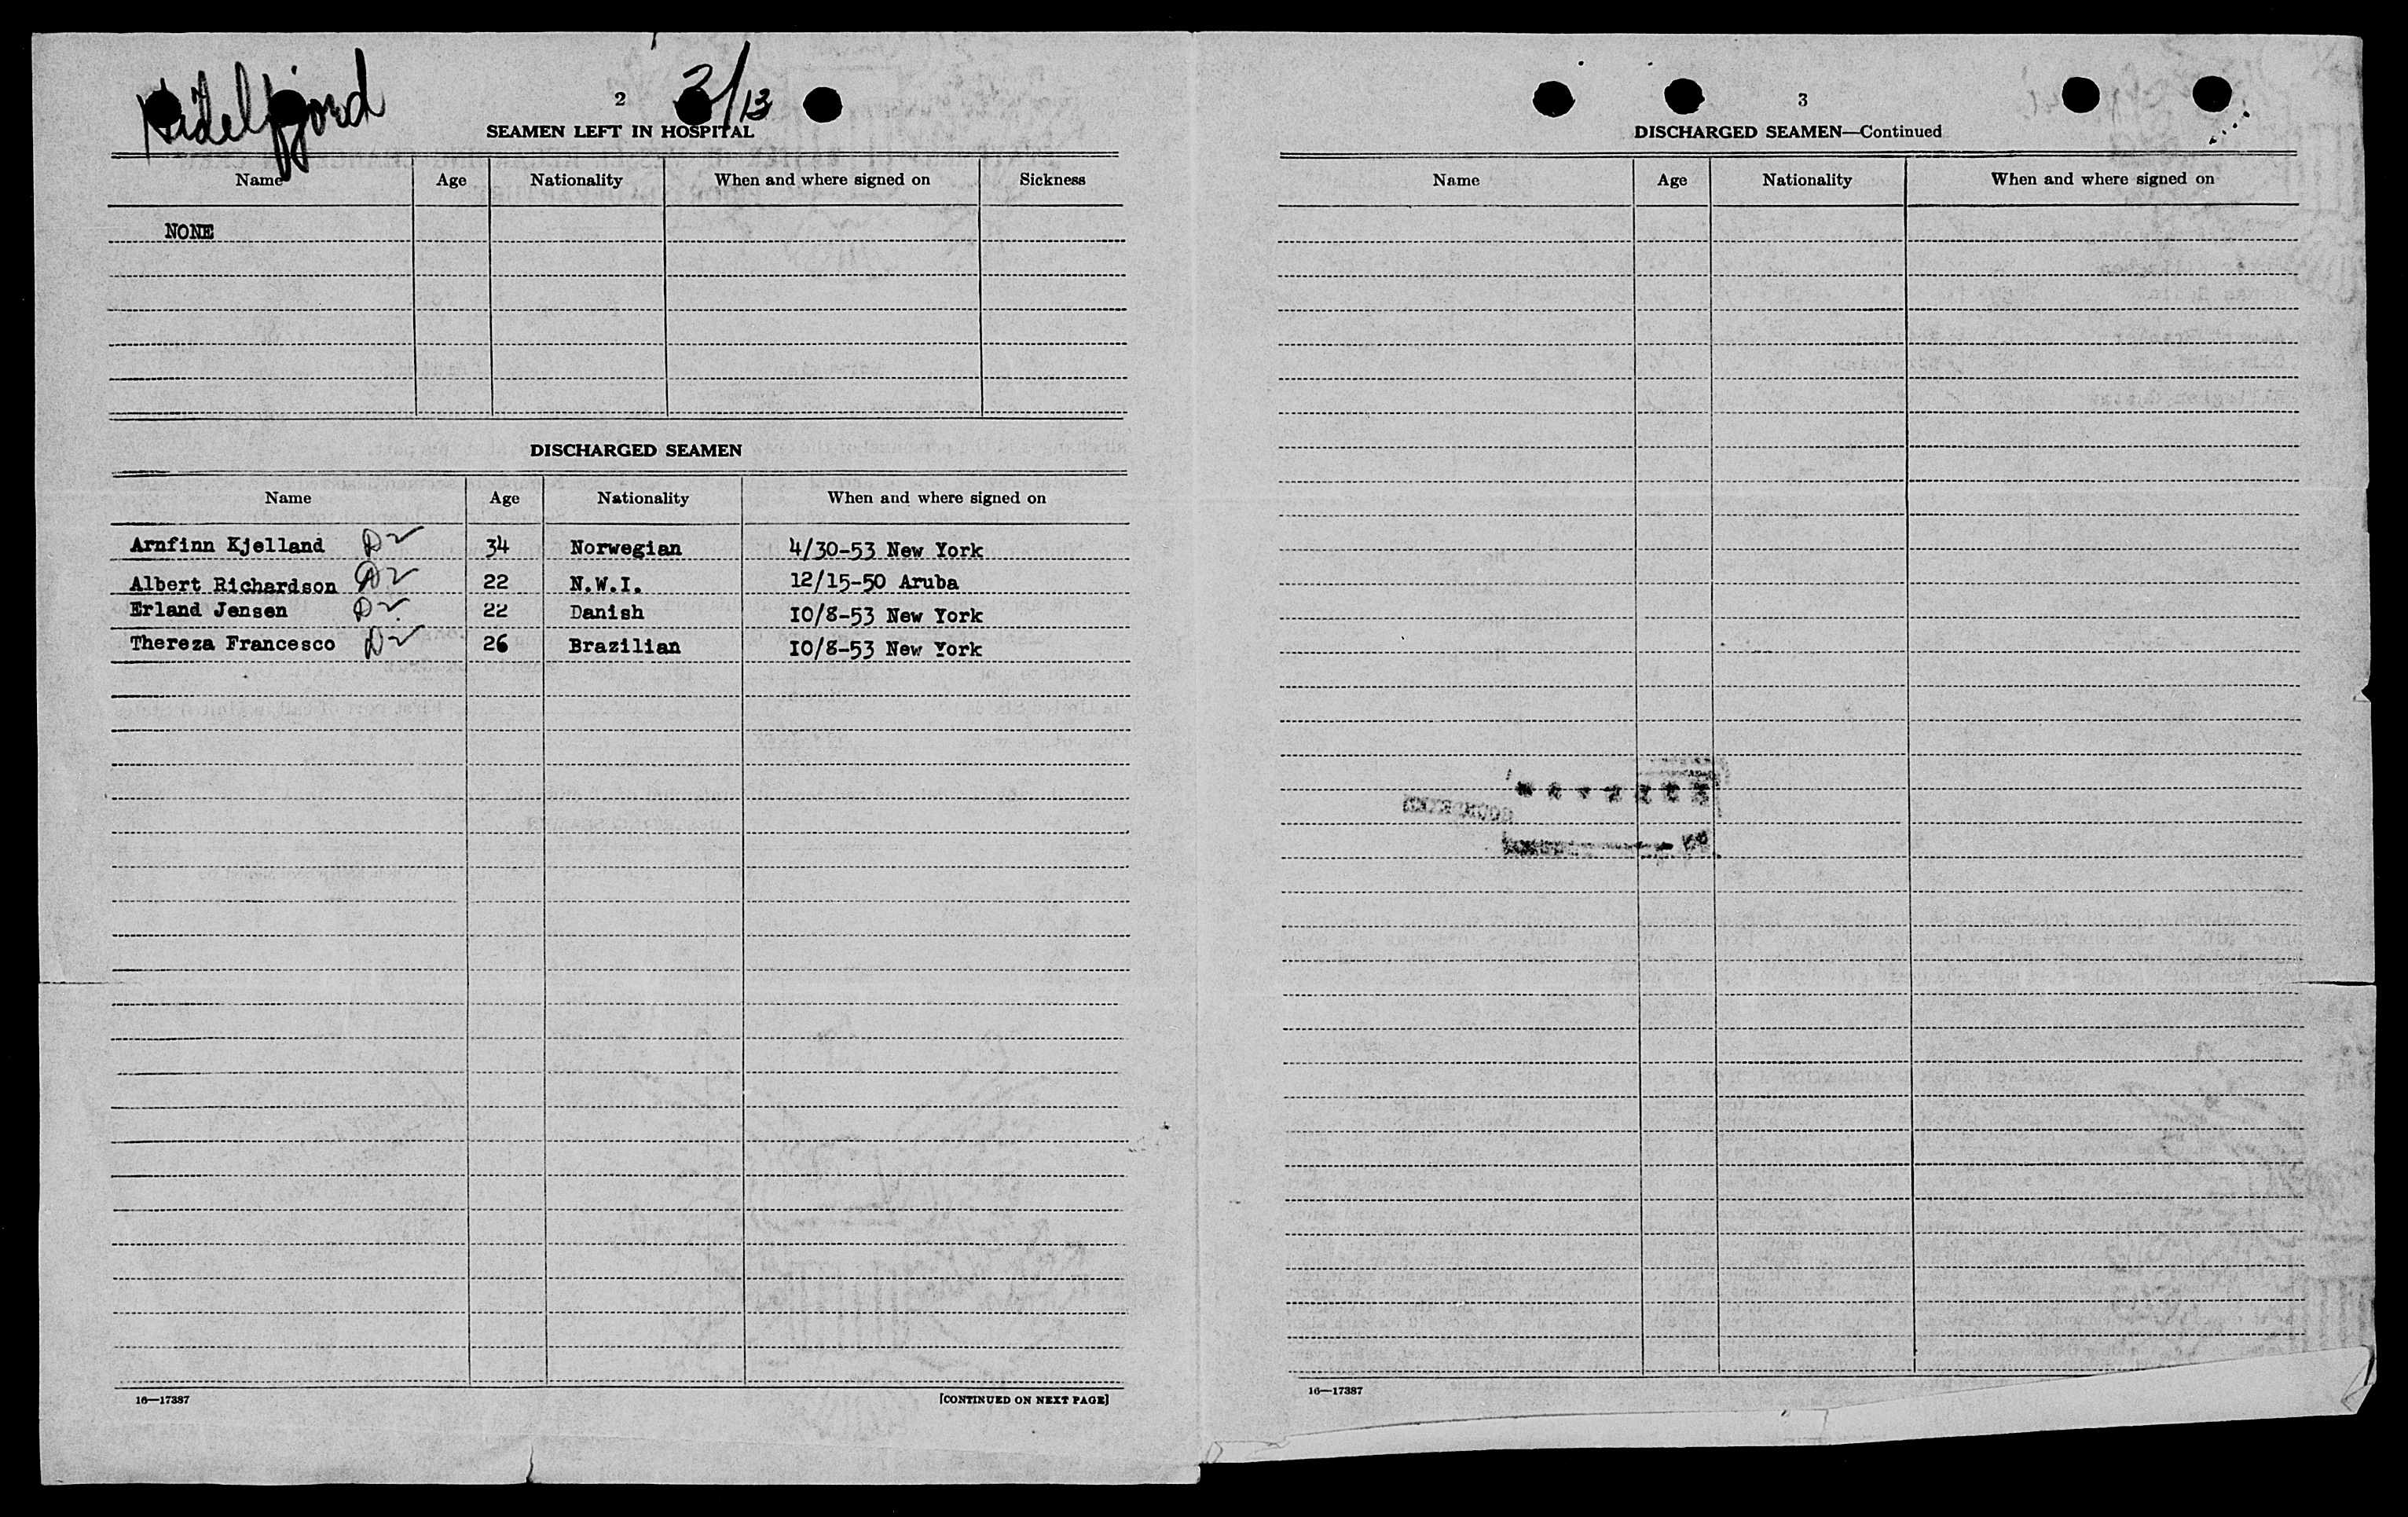 Hidelfjord
2
3/13
SEAMEN LEFT IN HOSPITAL
Name Age Nationality When and where signed on Sickness
NONE
DISCHARGED SEAMEN
Name Age Nationality When and where signed on
Arnfinn Kjelland 34 Norwegian 4/30-53 New York
Albert Richardson 22 N.W.I. 12/15-50 Aruba
Erland Jensen 22 Danish 10/8-53 New York
Thereza Francesco 26 Brazilian 10/8-53 New York
16—17387 [CONTINUED ON NEXT PAGE]
3
DISCHARGED SEAMEN—Continued
Name Age Nationality When and where signed on
16—17387